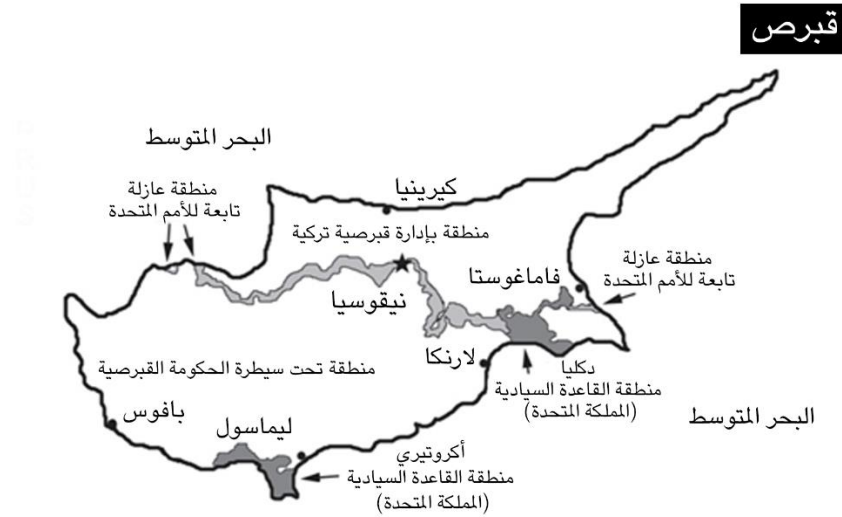 قبرص
البحر المتوسط
كيرينيا
منطقة عازلة
تابعة للأمم المتحدة
منطقة بإدارة قبرصية تركية
منطقة عازلة
تابعة للأمم المتحدة
فاماغوستا
نيقوسيا
لارنكا
دكليا
منطقة القاعدة السيادية
(المملكة المتحدة)
منطقة تحت سيطرة الحكومة القبرصية
البحر المتوسط
بافوس
ليماسول
أكروتيري
منطقة القاعدة السيادية
(المملكة المتحدة)